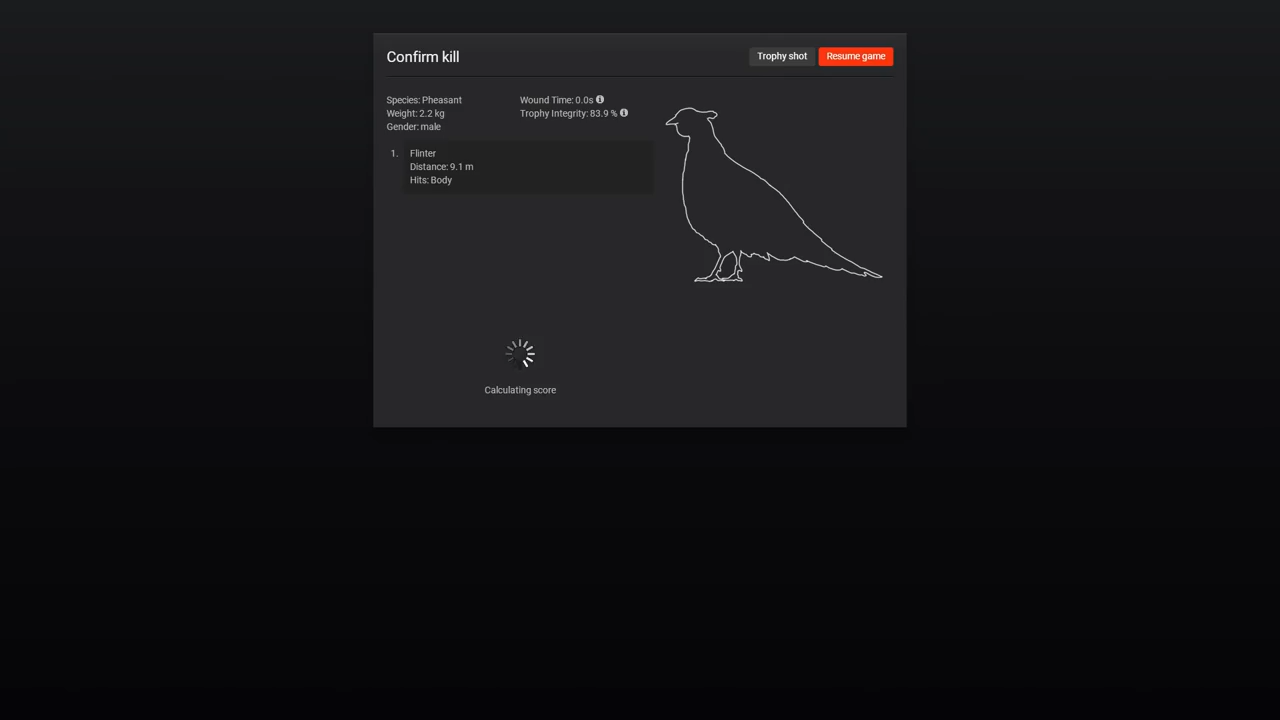 Confirm kill
Trophy shot
Resume game
Species: Pheasant
Weight: 2.2 kg
Gender: male
Wound Time: 0.0s
Trophy Integrity: 83.9 %
1.
Flinter
Distance: 9.1 m
Hits: Body
Calculating score